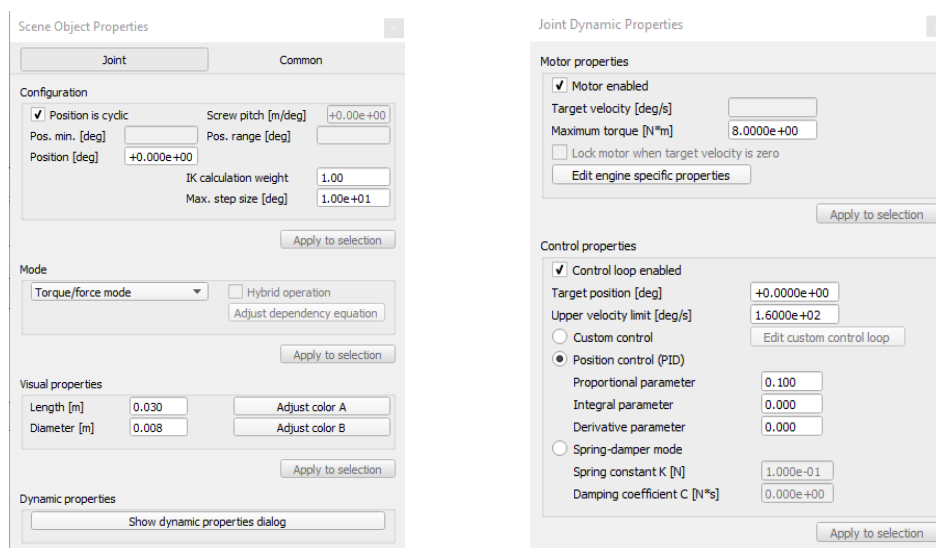 Scene Object Properties
x
Joint Common
Configuration
Position is cyclic Screw pitch [m/deg] +0.00e+00
Pos. min. [deg] Pos. range [deg]
Position [deg] +0.000e+00
IK calculation weight 1.00
Max. step size [deg] 1.00e+01
Apply to selection
Mode
Torque/force mode Hybrid operation
Adjust dependency equation
Apply to selection
Visual properties
Length [m] 0.030 Adjust color A
Diameter [m] 0.008 Adjust color B
Apply to selection
Dynamic properties
Show dynamic properties dialog
Joint Dynamic Properties
Motor properties
Motor enabled
Target velocity [deg/s]
Maximum torque [N*m] 8.0000e+00
Lock motor when target velocity is zero
Edit engine specific properties
Apply to selection
Control properties
Control loop enabled
Target position [deg] +0.0000e+00
Upper velocity limit [deg/s] 1.6000e+02
Custom control Edit custom control loop
Position control (PID)
Proportional parameter 0.100
Integral parameter 0.000
Derivative parameter 0.000
Spring-damper mode
Spring constant K [N] 1.000e-01
Damping coefficient C [N*s] 0.000e+00
Apply to selection